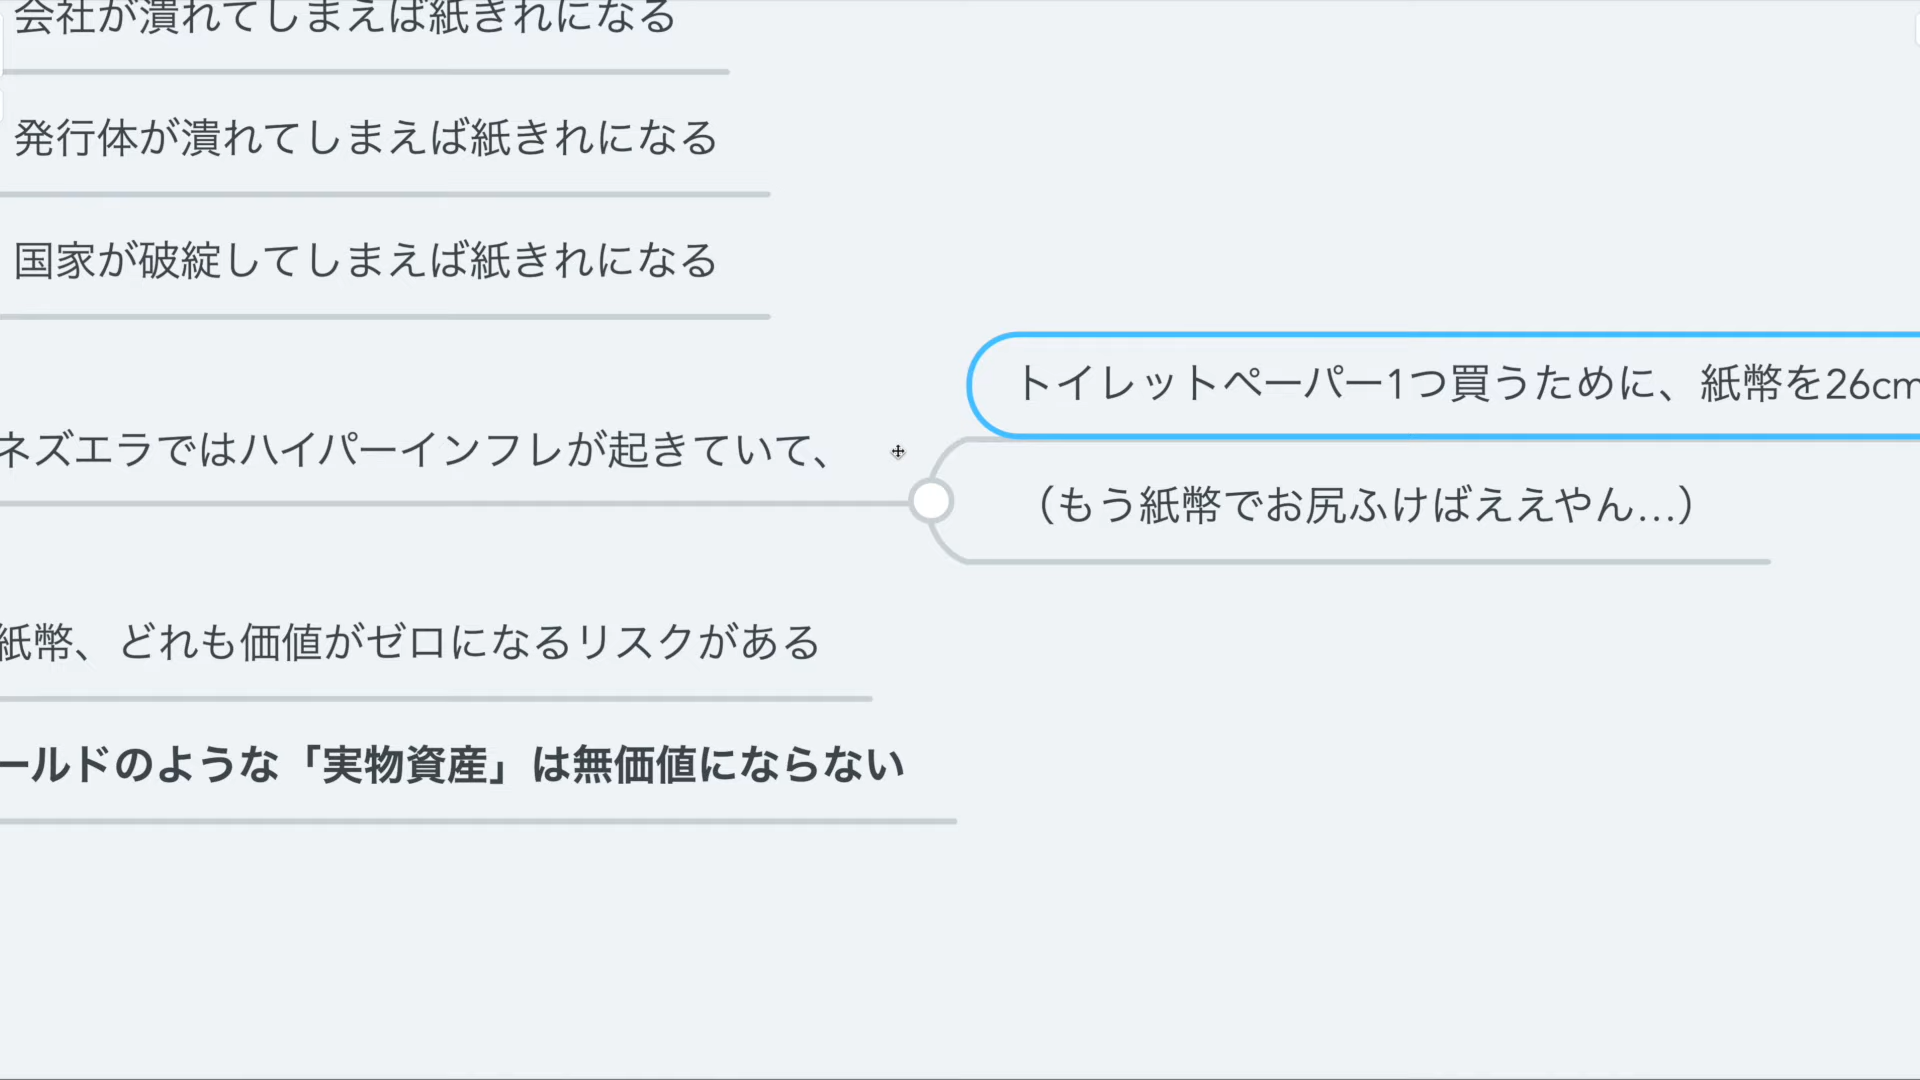 会社が潰れてしまえば紙きれになる
発行体が潰れてしまえば紙きれになる
国家が破綻してしまえば紙きれになる
トイレットペーパー1つ買うために、紙幣を26cm
ネズエラではハイパーインフレが起きていて、
（もう紙幣でお尻ふけばええやん…）
紙幣、どれも価値がゼロになるリスクがある
ールドのような「実物資産」は無価値にならない